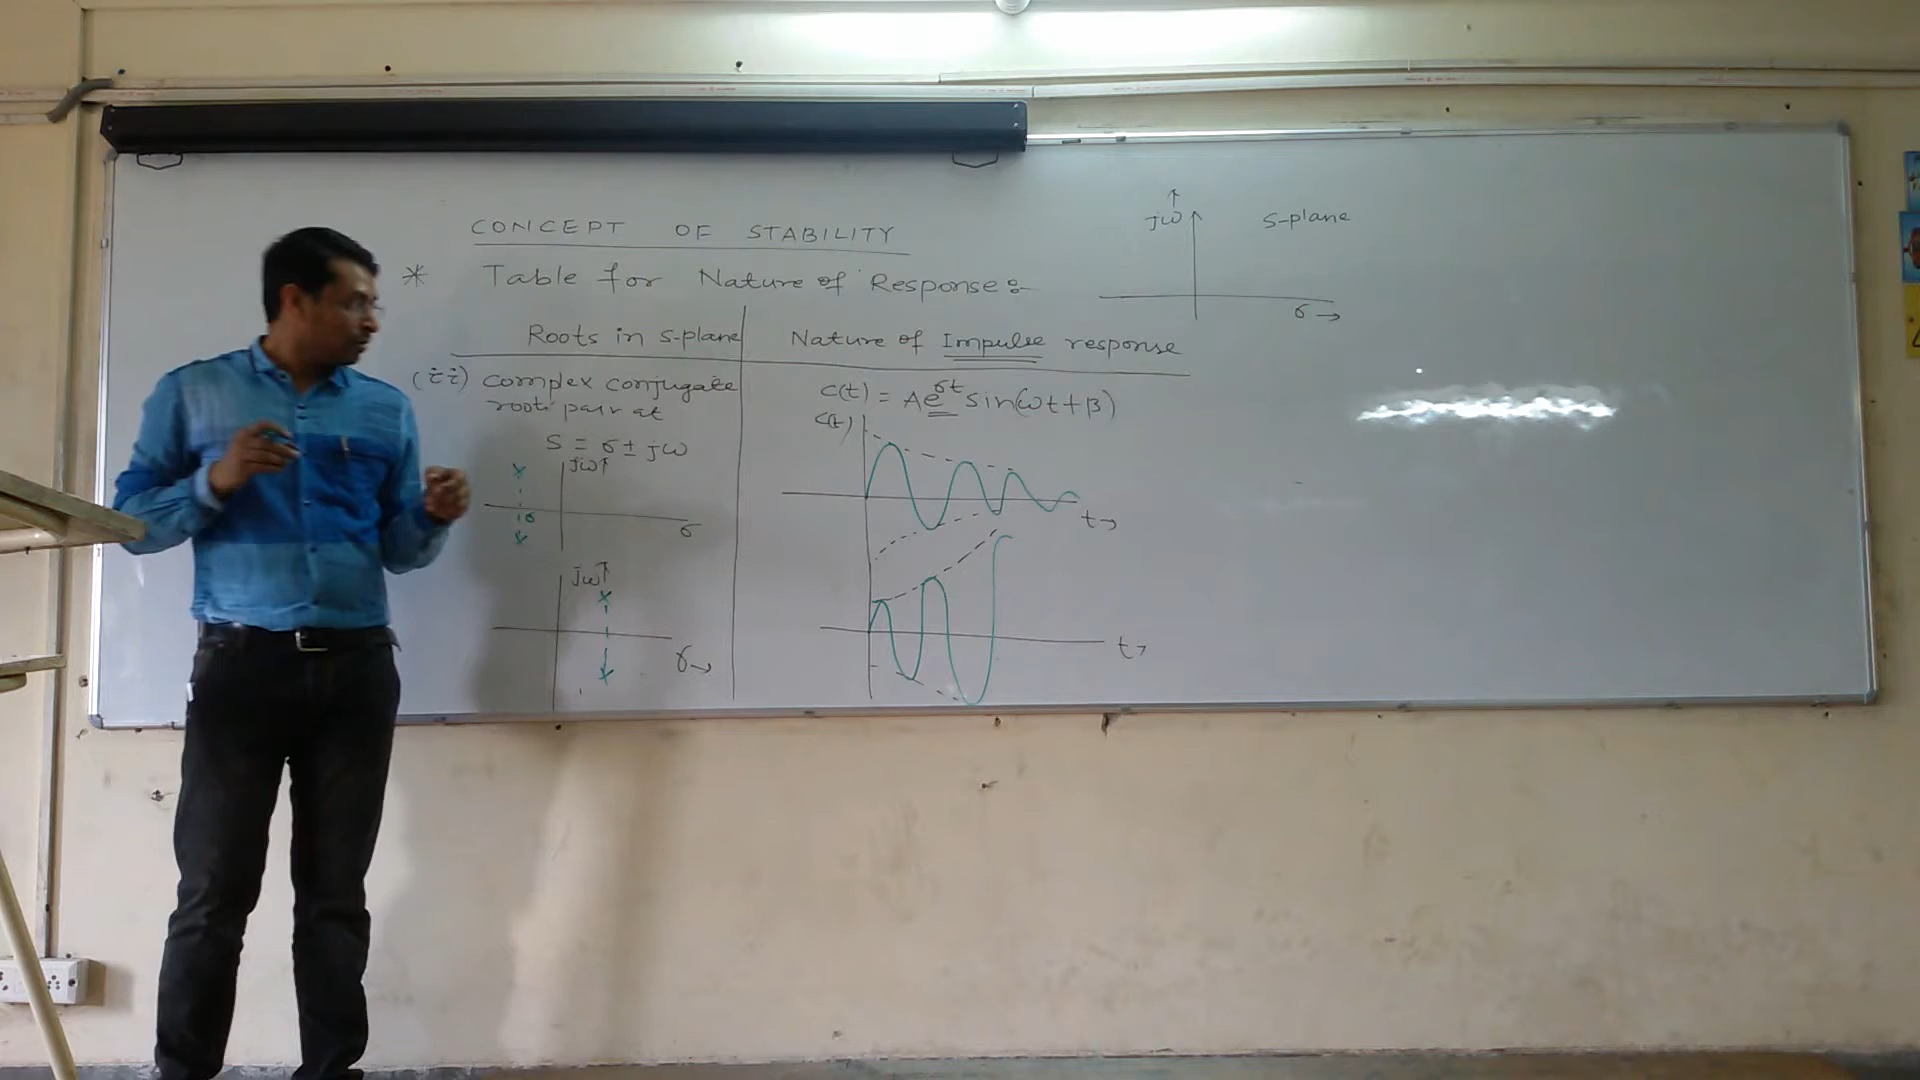 CONCEPT OF STABILITY
* Table for Nature of Response:-
jω ↑ S-plane
σ →
Roots in s-plane
Nature of Impulse response
(ii) Complex conjugate
root pair at
S = σ ± jω
jω ↑
σ
σ
jω ↑
σ →
c(t) = Ae^σt sin(ωt+β)
c(t)
t →
t →